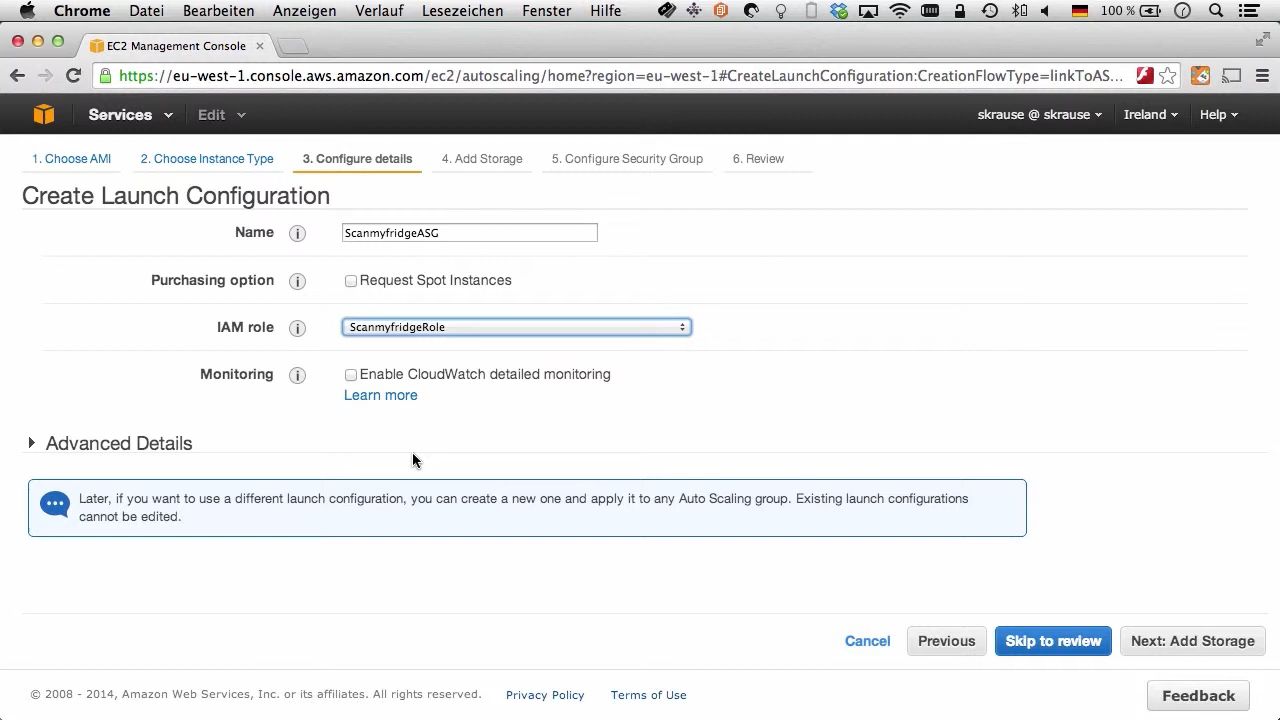 Chrome Datei Bearbeiten Anzeigen Verlauf Lesezeichen Fenster Hilfe 100 %
EC2 Management Console
https://eu-west-1.console.aws.amazon.com/ec2/autoscaling/home?region=eu-west-1#CreateLaunchConfiguration:CreationFlowType=linkToAS...
Services Edit skrause @ skrause Ireland Help
1. Choose AMI 2. Choose Instance Type 3. Configure details 4. Add Storage 5. Configure Security Group 6. Review
Create Launch Configuration
Name i ScanmyfridgeASG
Purchasing option i Request Spot Instances
IAM role i ScanmyfridgeRole
Monitoring i Enable CloudWatch detailed monitoring
Learn more
Advanced Details
Later, if you want to use a different launch configuration, you can create a new one and apply it to any Auto Scaling group. Existing launch configurations
cannot be edited.
Cancel Previous Skip to review Next: Add Storage
© 2008 - 2014, Amazon Web Services, Inc. or its affiliates. All rights reserved. Privacy Policy Terms of Use Feedback